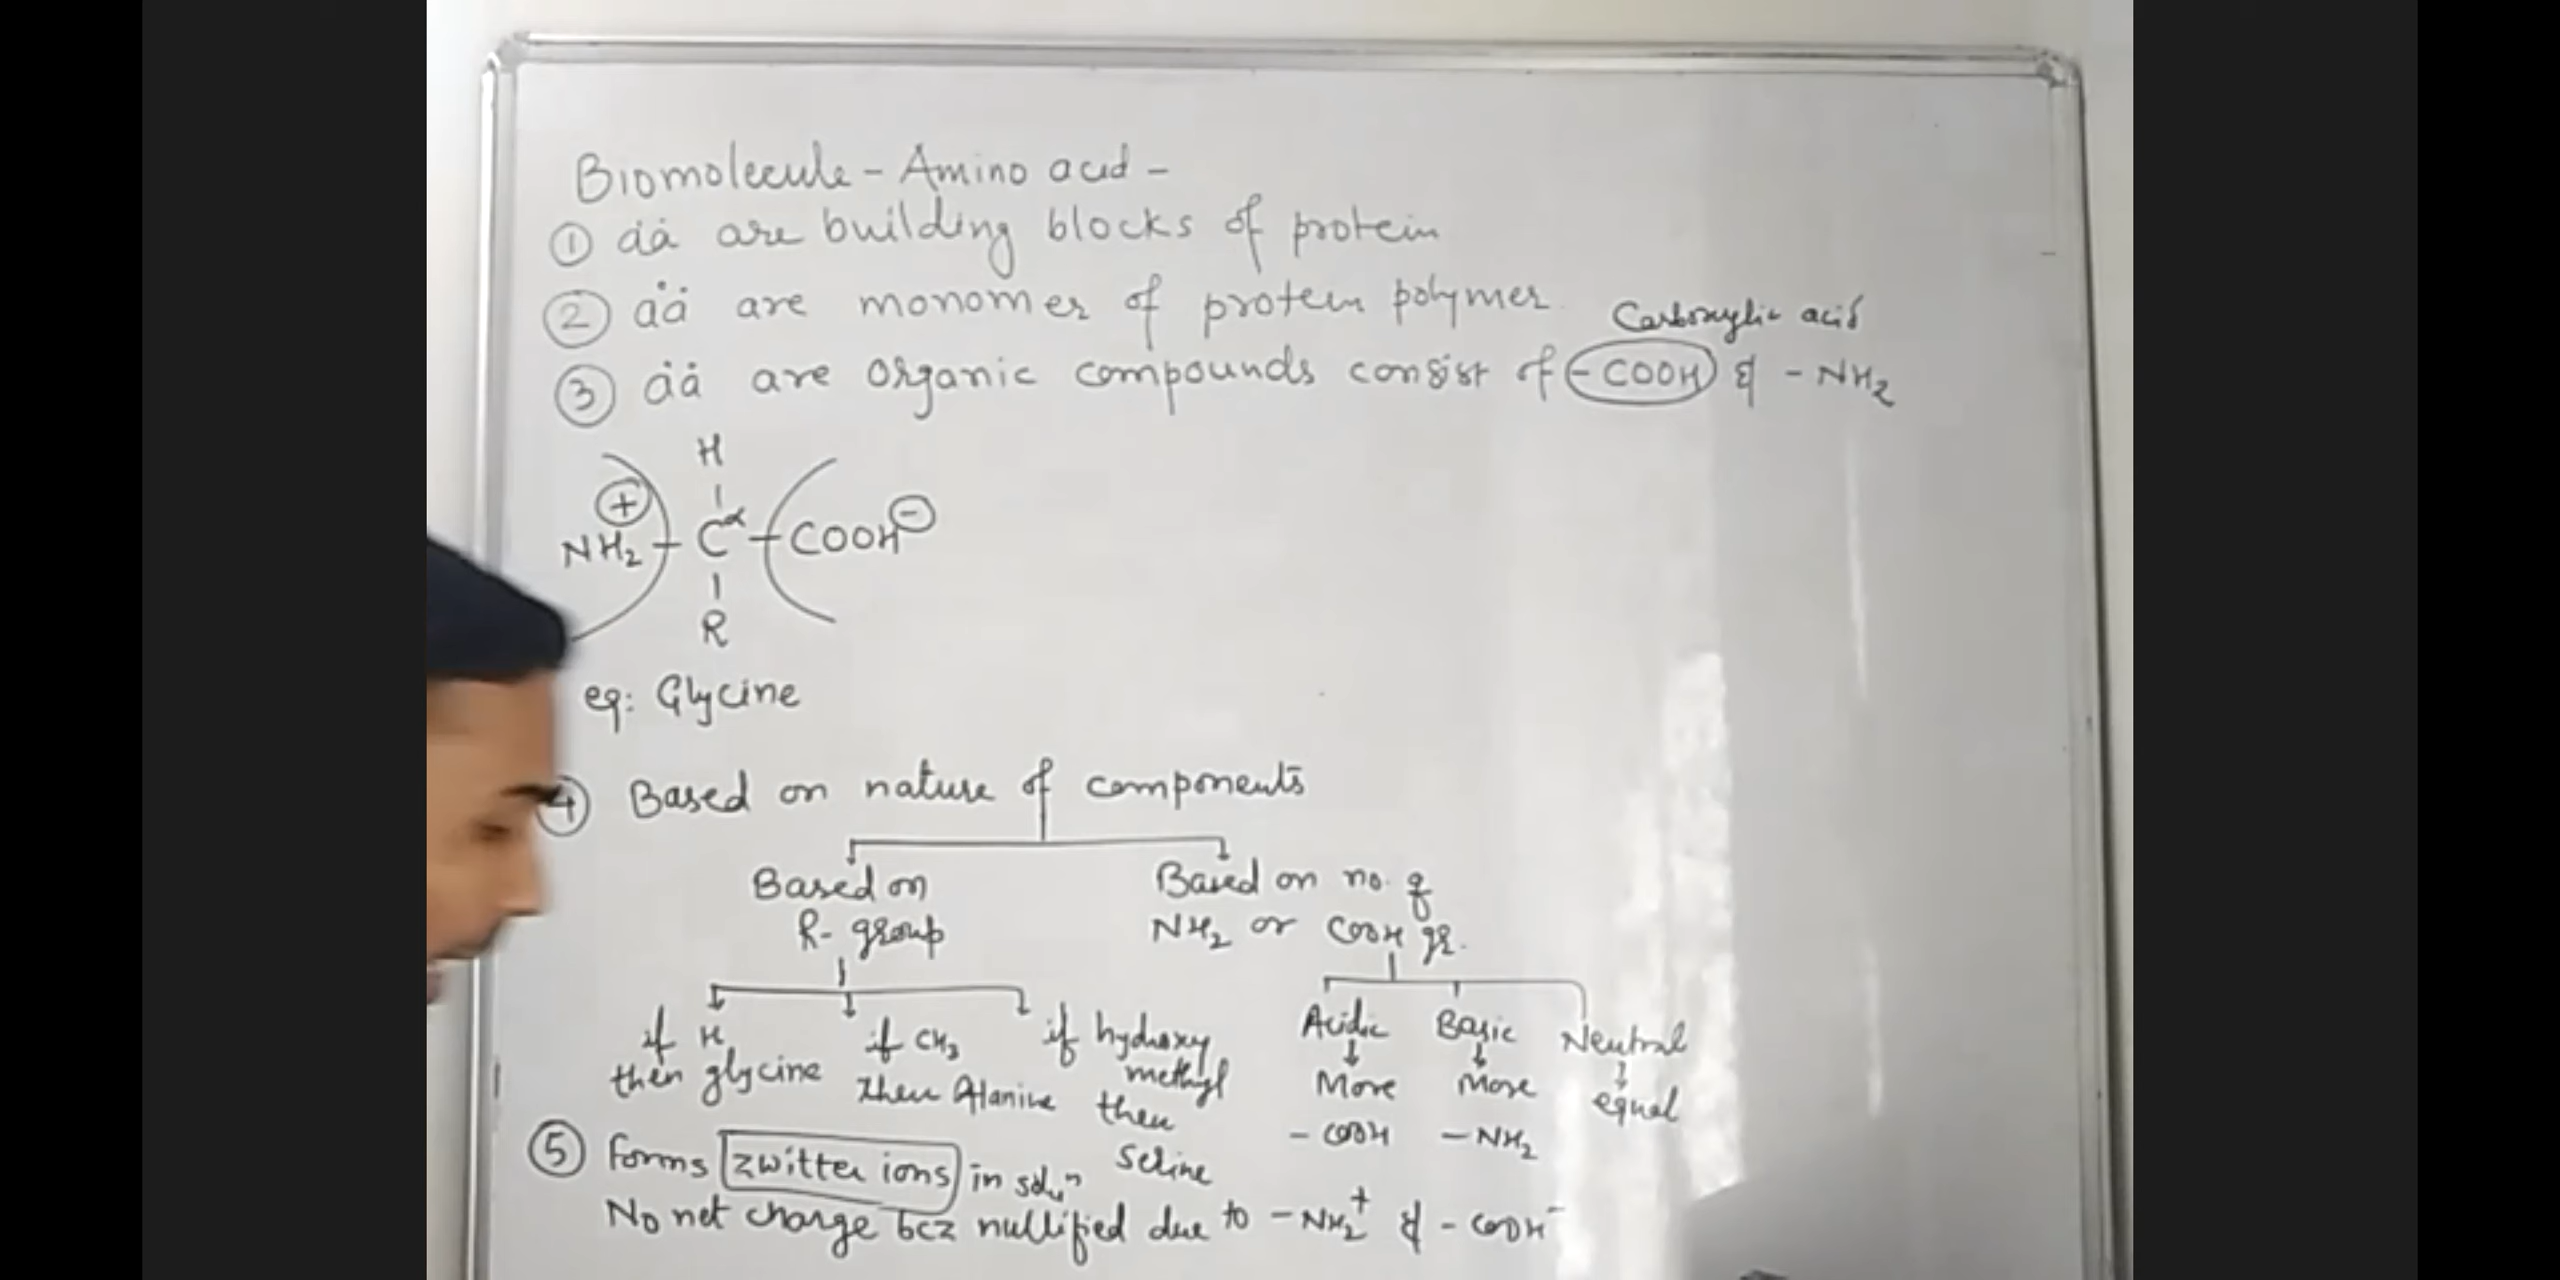 Biomolecule - Amino acid -
① ää are building blocks of protein
② ää are monomer of protein polymer
Carboxylic acid
③ ää are organic compounds consist of -COOH & -NH₂
H
NH₂⊕ - Cα - COOH⊖
R
eg: Glycine
④ Based on nature of components
Based on R-group
Based on no. of NH₂ or COOH gr.
if H then glycine
if CH₃ then Alanine
if hydroxy methyl then Serine
Acidic
More
-COOH
Basic
More
-NH₂
Neutral
equal
⑤ forms zwitter ions in solⁿ
No net charge bcz nullified due to -NH₂⁺ & -COOH⁻